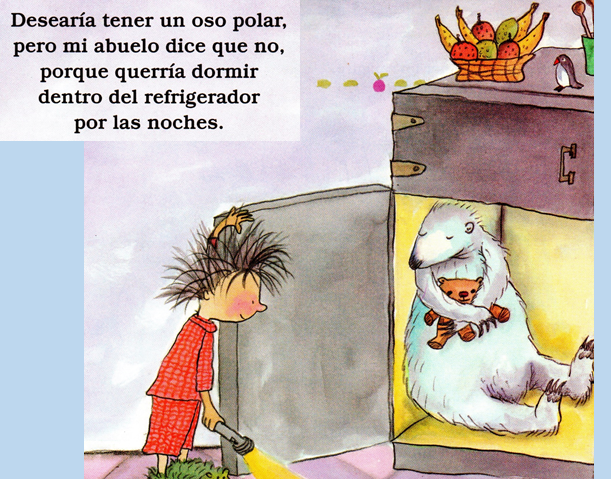 Desearía tener un oso polar,
pero mi abuelo dice que no,
porque querría dormir
dentro del refrigerador
por las noches.